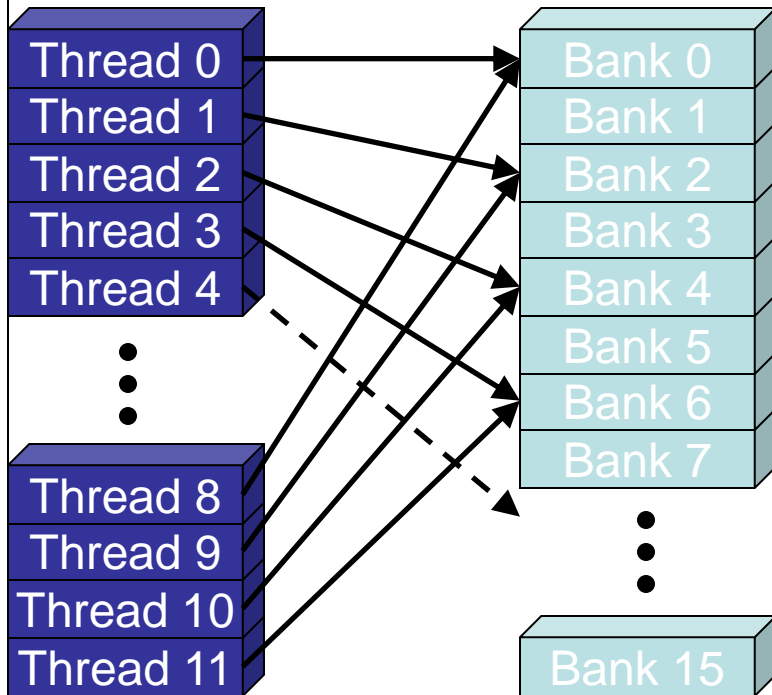 Thread 0
Thread 1
Thread 2
Thread 3
Thread 4
Thread 8
Thread 9
Thread 10
Thread 11
Bank 0
Bank 1
Bank 2
Bank 3
Bank 4
Bank 5
Bank 6
Bank 7
Bank 15